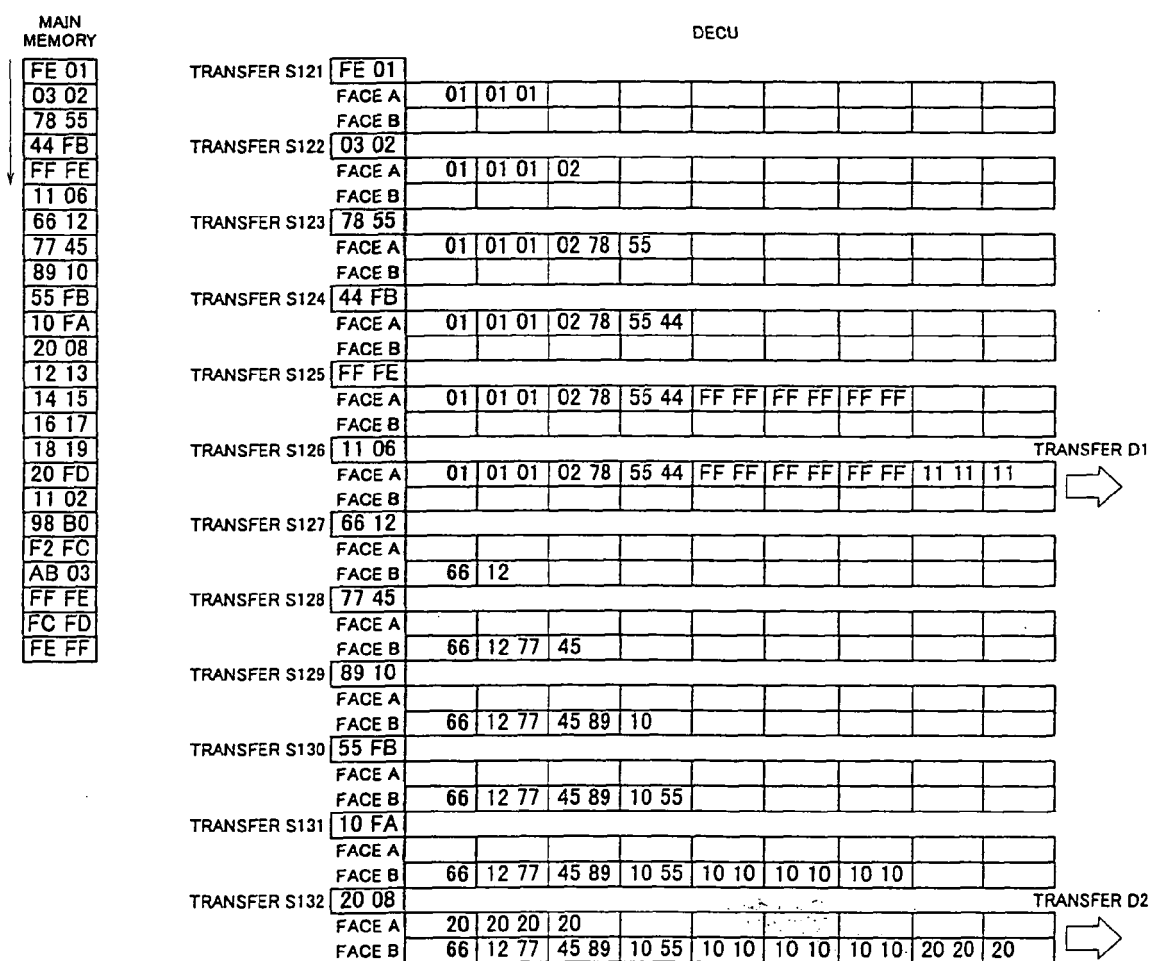 MAIN
MEMORY
DECU
FE 01
03 02
78 55
44 FB
FF FE
11 06
66 12
77 45
89 10
55 FB
10 FA
20 08
12 13
14 15
16 17
18 19
20 FD
11 02
98 B0
F2 FC
AB 03
FF FE
FC FD
FE FF
TRANSFER S121 FE 01
FACE A 01 01 01
FACE B
TRANSFER S122 03 02
FACE A 01 01 01 02
FACE B
TRANSFER S123 78 55
FACE A 01 01 01 02 78 55
FACE B
TRANSFER S124 44 FB
FACE A 01 01 01 02 78 55 44
FACE B
TRANSFER S125 FF FE
FACE A 01 01 01 02 78 55 44 FF FF FF FF FF FF
FACE B
TRANSFER S126 11 06 TRANSFER D1
FACE A 01 01 01 02 78 55 44 FF FF FF FF FF FF 11 11 11
FACE B
TRANSFER S127 66 12
FACE A
FACE B 66 12
TRANSFER S128 77 45
FACE A
FACE B 66 12 77 45
TRANSFER S129 89 10
FACE A
FACE B 66 12 77 45 89 10
TRANSFER S130 55 FB
FACE A
FACE B 66 12 77 45 89 10 55
TRANSFER S131 10 FA
FACE A
FACE B 66 12 77 45 89 10 55 10 10 10 10 10 10
TRANSFER S132 20 08 TRANSFER D2
FACE A 20 20 20 20
FACE B 66 12 77 45 89 10 55 10 10 10 10 10 10 20 20 20